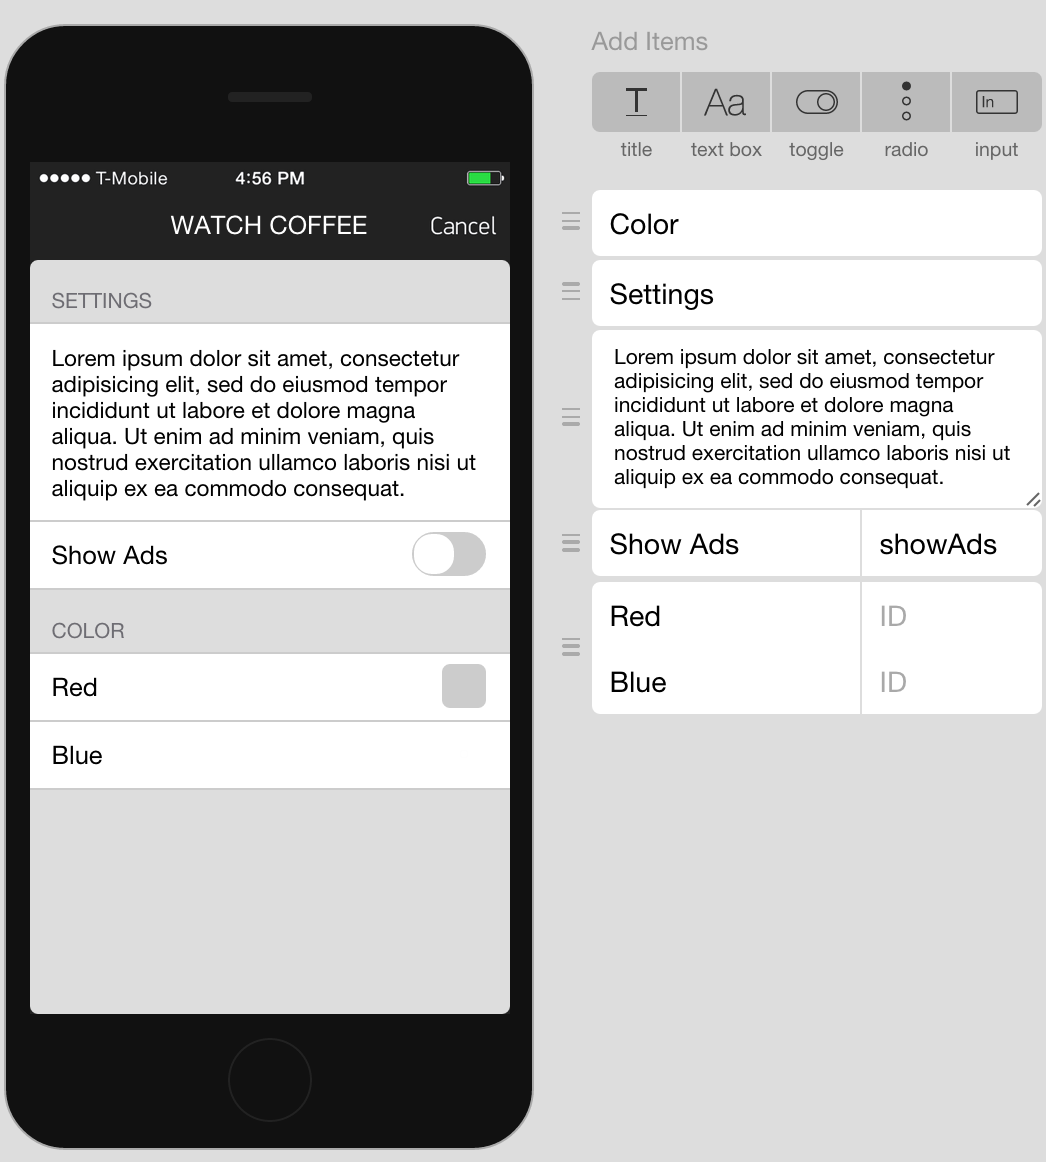 T-Mobile 4:56 PM
WATCH COFFEE Cancel
SETTINGS
Lorem ipsum dolor sit amet, consectetur
adipisicing elit, sed do eiusmod tempor
incididunt ut labore et dolore magna
aliqua. Ut enim ad minim veniam, quis
nostrud exercitation ullamco laboris nisi ut
aliquip ex ea commodo consequat.
Show Ads
COLOR
Red
Blue
Add Items
T Aa In
title text box toggle radio input
Color
Settings
Lorem ipsum dolor sit amet, consectetur
adipisicing elit, sed do eiusmod tempor
incididunt ut labore et dolore magna
aliqua. Ut enim ad minim veniam, quis
nostrud exercitation ullamco laboris nisi ut
aliquip ex ea commodo consequat.
Show Ads showAds
Red ID
Blue ID